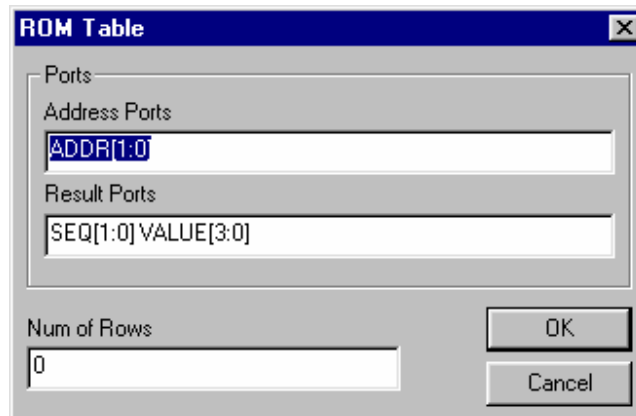 ROM Table
Ports
Address Ports
ADDR[1:0]
Result Ports
SEQ[1:0] VALUE[3:0]
Num of Rows
0
OK
Cancel